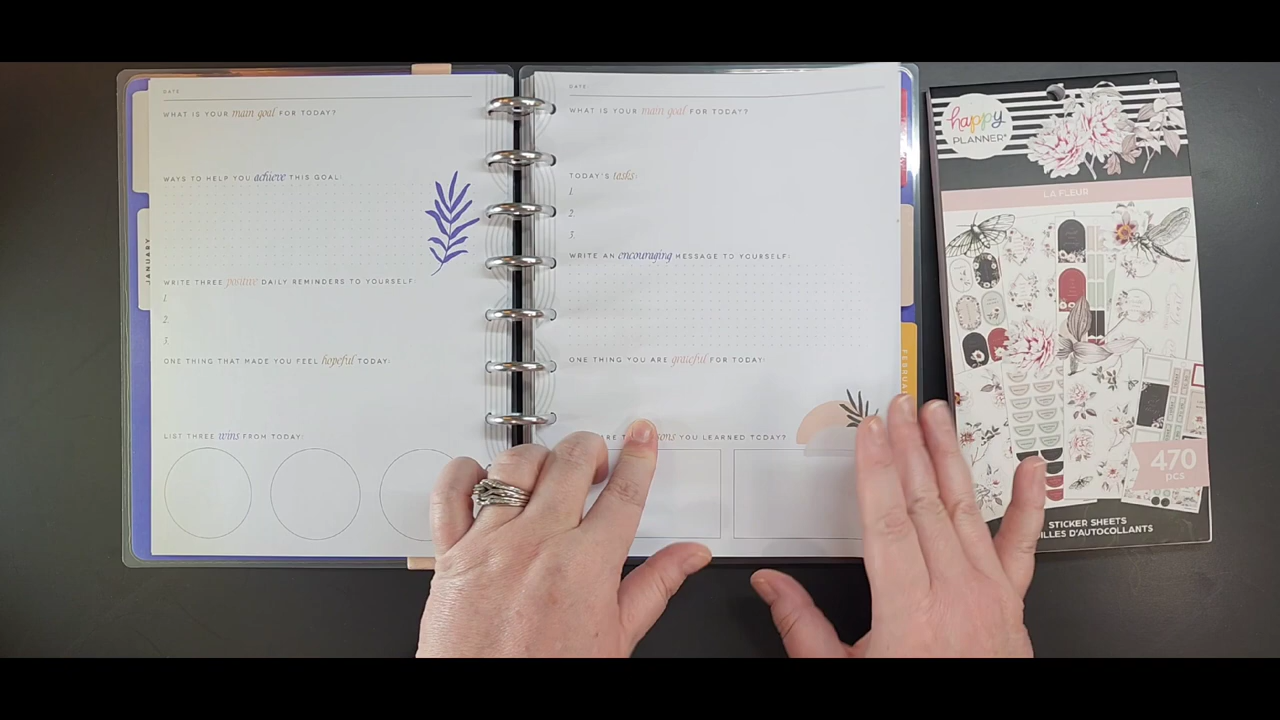 DATE
WHAT IS YOUR main goal FOR TODAY?
WAYS TO HELP YOU achieve THIS GOAL:
WRITE THREE positive DAILY REMINDERS TO YOURSELF:
1.
2.
3.
ONE THING THAT MADE YOU FEEL hopeful TODAY:
LIST THREE wins FROM TODAY:
JANUARY
DATE
WHAT IS YOUR main goal FOR TODAY?
TODAY'S tasks:
1.
2.
3.
WRITE AN encouraging MESSAGE TO YOURSELF:
ONE THING YOU ARE grateful FOR TODAY:
YOU LEARNED TODAY?
happy
PLANNER®
LA FLEUR
470
pcs
STICKER SHEETS
D'AUTOCOLLANTS